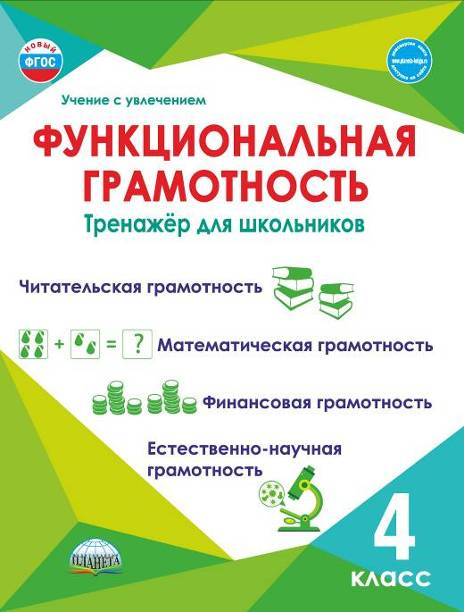 НОВЫЙ
ФГОС
Учение с увлечением
ФУНКЦИОНАЛЬНАЯ
ГРАМОТНОСТЬ
Тренажёр для школьников
Читательская грамотность
+ = ?
Математическая грамотность
Финансовая грамотность
Естественно-научная
грамотность
ПЛАНЕТА
4
класс